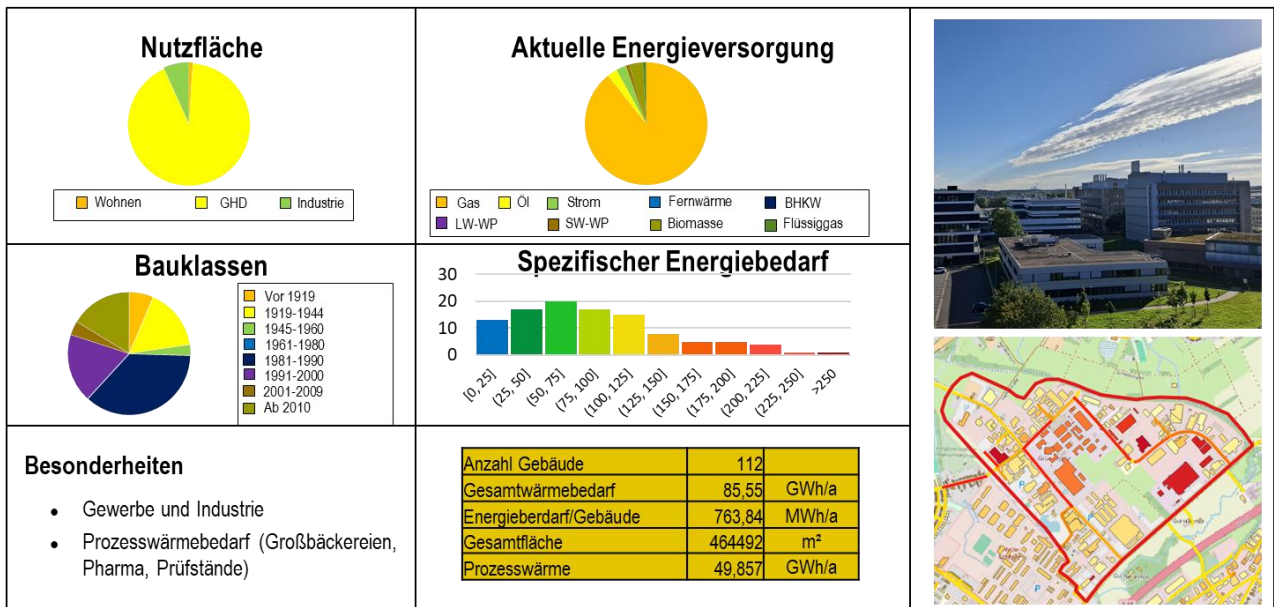 Nutzfläche
Wohnen GHD Industrie
Aktuelle Energieversorgung
Gas Öl Strom Fernwärme BHKW
LW-WP SW-WP Biomasse Flüssiggas
Bauklassen
Vor 1919
1919-1944
1945-1960
1961-1980
1981-1990
1991-2000
2001-2009
Ab 2010
Spezifischer Energiebedarf
30
20
10
0
[0, 25] (25, 50] (50, 75] (75, 100] (100, 125] (125, 150] (150, 175] (175, 200] (200, 225] (225, 250] >250
Besonderheiten
• Gewerbe und Industrie
• Prozesswärmebedarf (Großbäckereien,
Pharma, Prüfstände)
Anzahl Gebäude 112
Gesamtwärmebedarf 85,55 GWh/a
Energieberdarf/Gebäude 763,84 MWh/a
Gesamtfläche 464492 m²
Prozesswärme 49,857 GWh/a